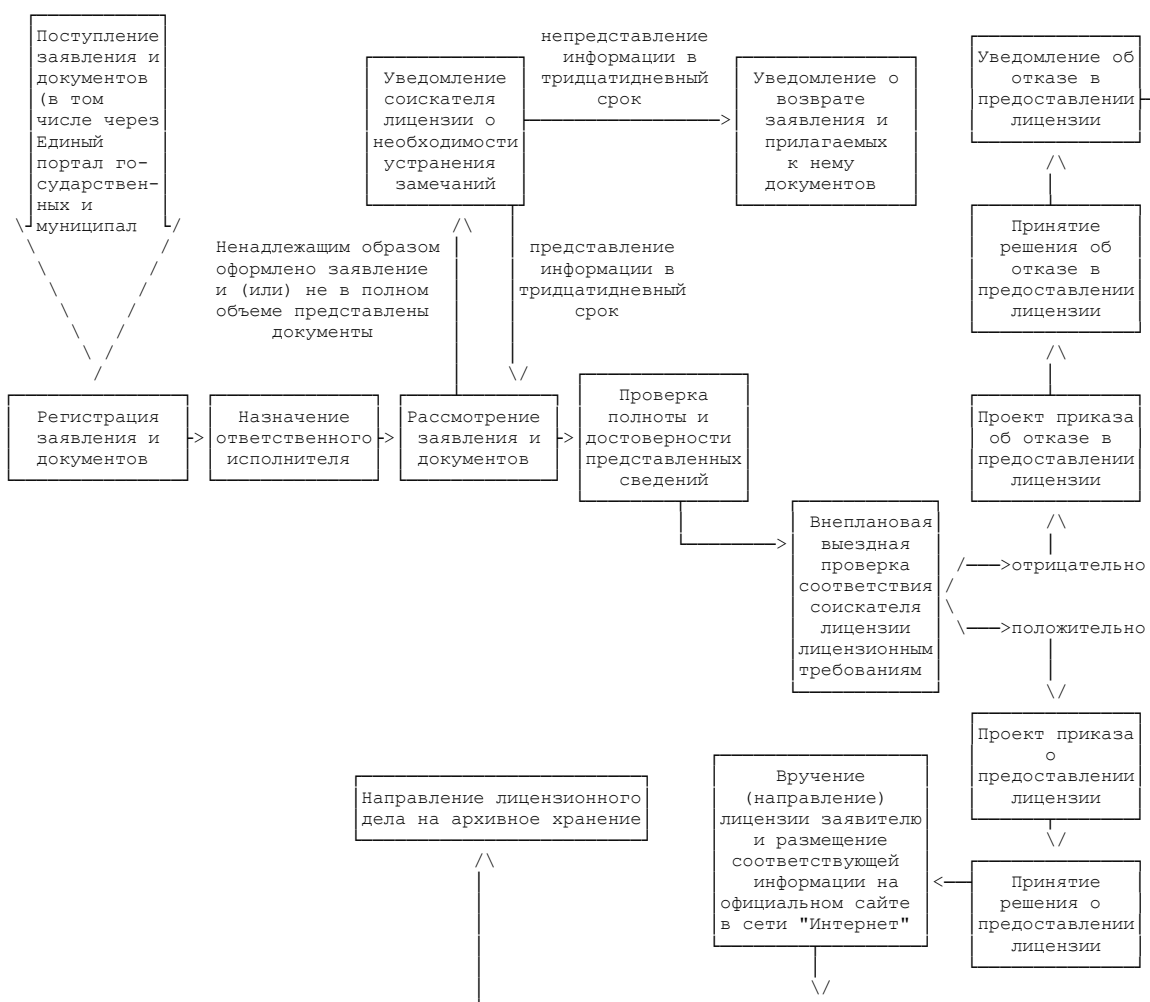 Поступление
заявления и
документов
(в том
числе через
Единый
портал го-
сударствен-
ных и
муниципал
непредставление
информации в
тридцатидневный
срок
Уведомление
соискателя
лицензии о
необходимости
устранения
замечаний
Уведомление о
возврате
заявления и
прилагаемых
к нему
документов
Уведомление об
отказе в
предоставлении
лицензии
Принятие
решения об
отказе в
предоставлении
лицензии
Ненадлежащим образом
оформлено заявление
и (или) не в полном
объеме представлены
документы
представление
информации в
тридцатидневный
срок
Регистрация
заявления и
документов
Назначение
ответственного
исполнителя
Рассмотрение
заявления и
документов
Проверка
полноты и
достоверности
представленных
сведений
Проект приказа
об отказе в
предоставлении
лицензии
Внеплановая
выездная
проверка
соответствия
соискателя
лицензии
лицензионным
требованиям
отрицательно
положительно
Проект приказа
о
предоставлении
лицензии
Направление лицензионного
дела на архивное хранение
Вручение
(направление)
лицензии заявителю
и размещение
соответствующей
информации на
официальном сайте
в сети "Интернет"
Принятие
решения о
предоставлении
лицензии